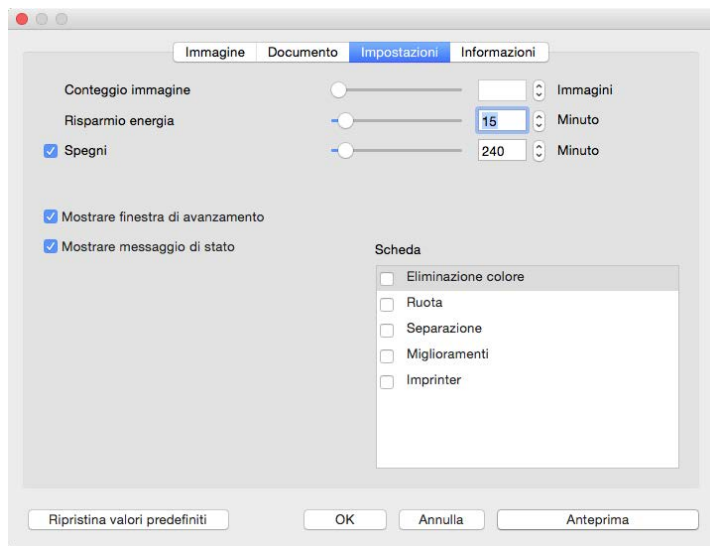 Immagine Documento Impostazioni Informazioni
Conteggio immagine Immagini
Risparmio energia 15 Minuto
Spegni 240 Minuto
Mostrare finestra di avanzamento
Mostrare messaggio di stato
Scheda
Eliminazione colore
Ruota
Separazione
Miglioramenti
Imprinter
Ripristina valori predefiniti OK Annulla Anteprima